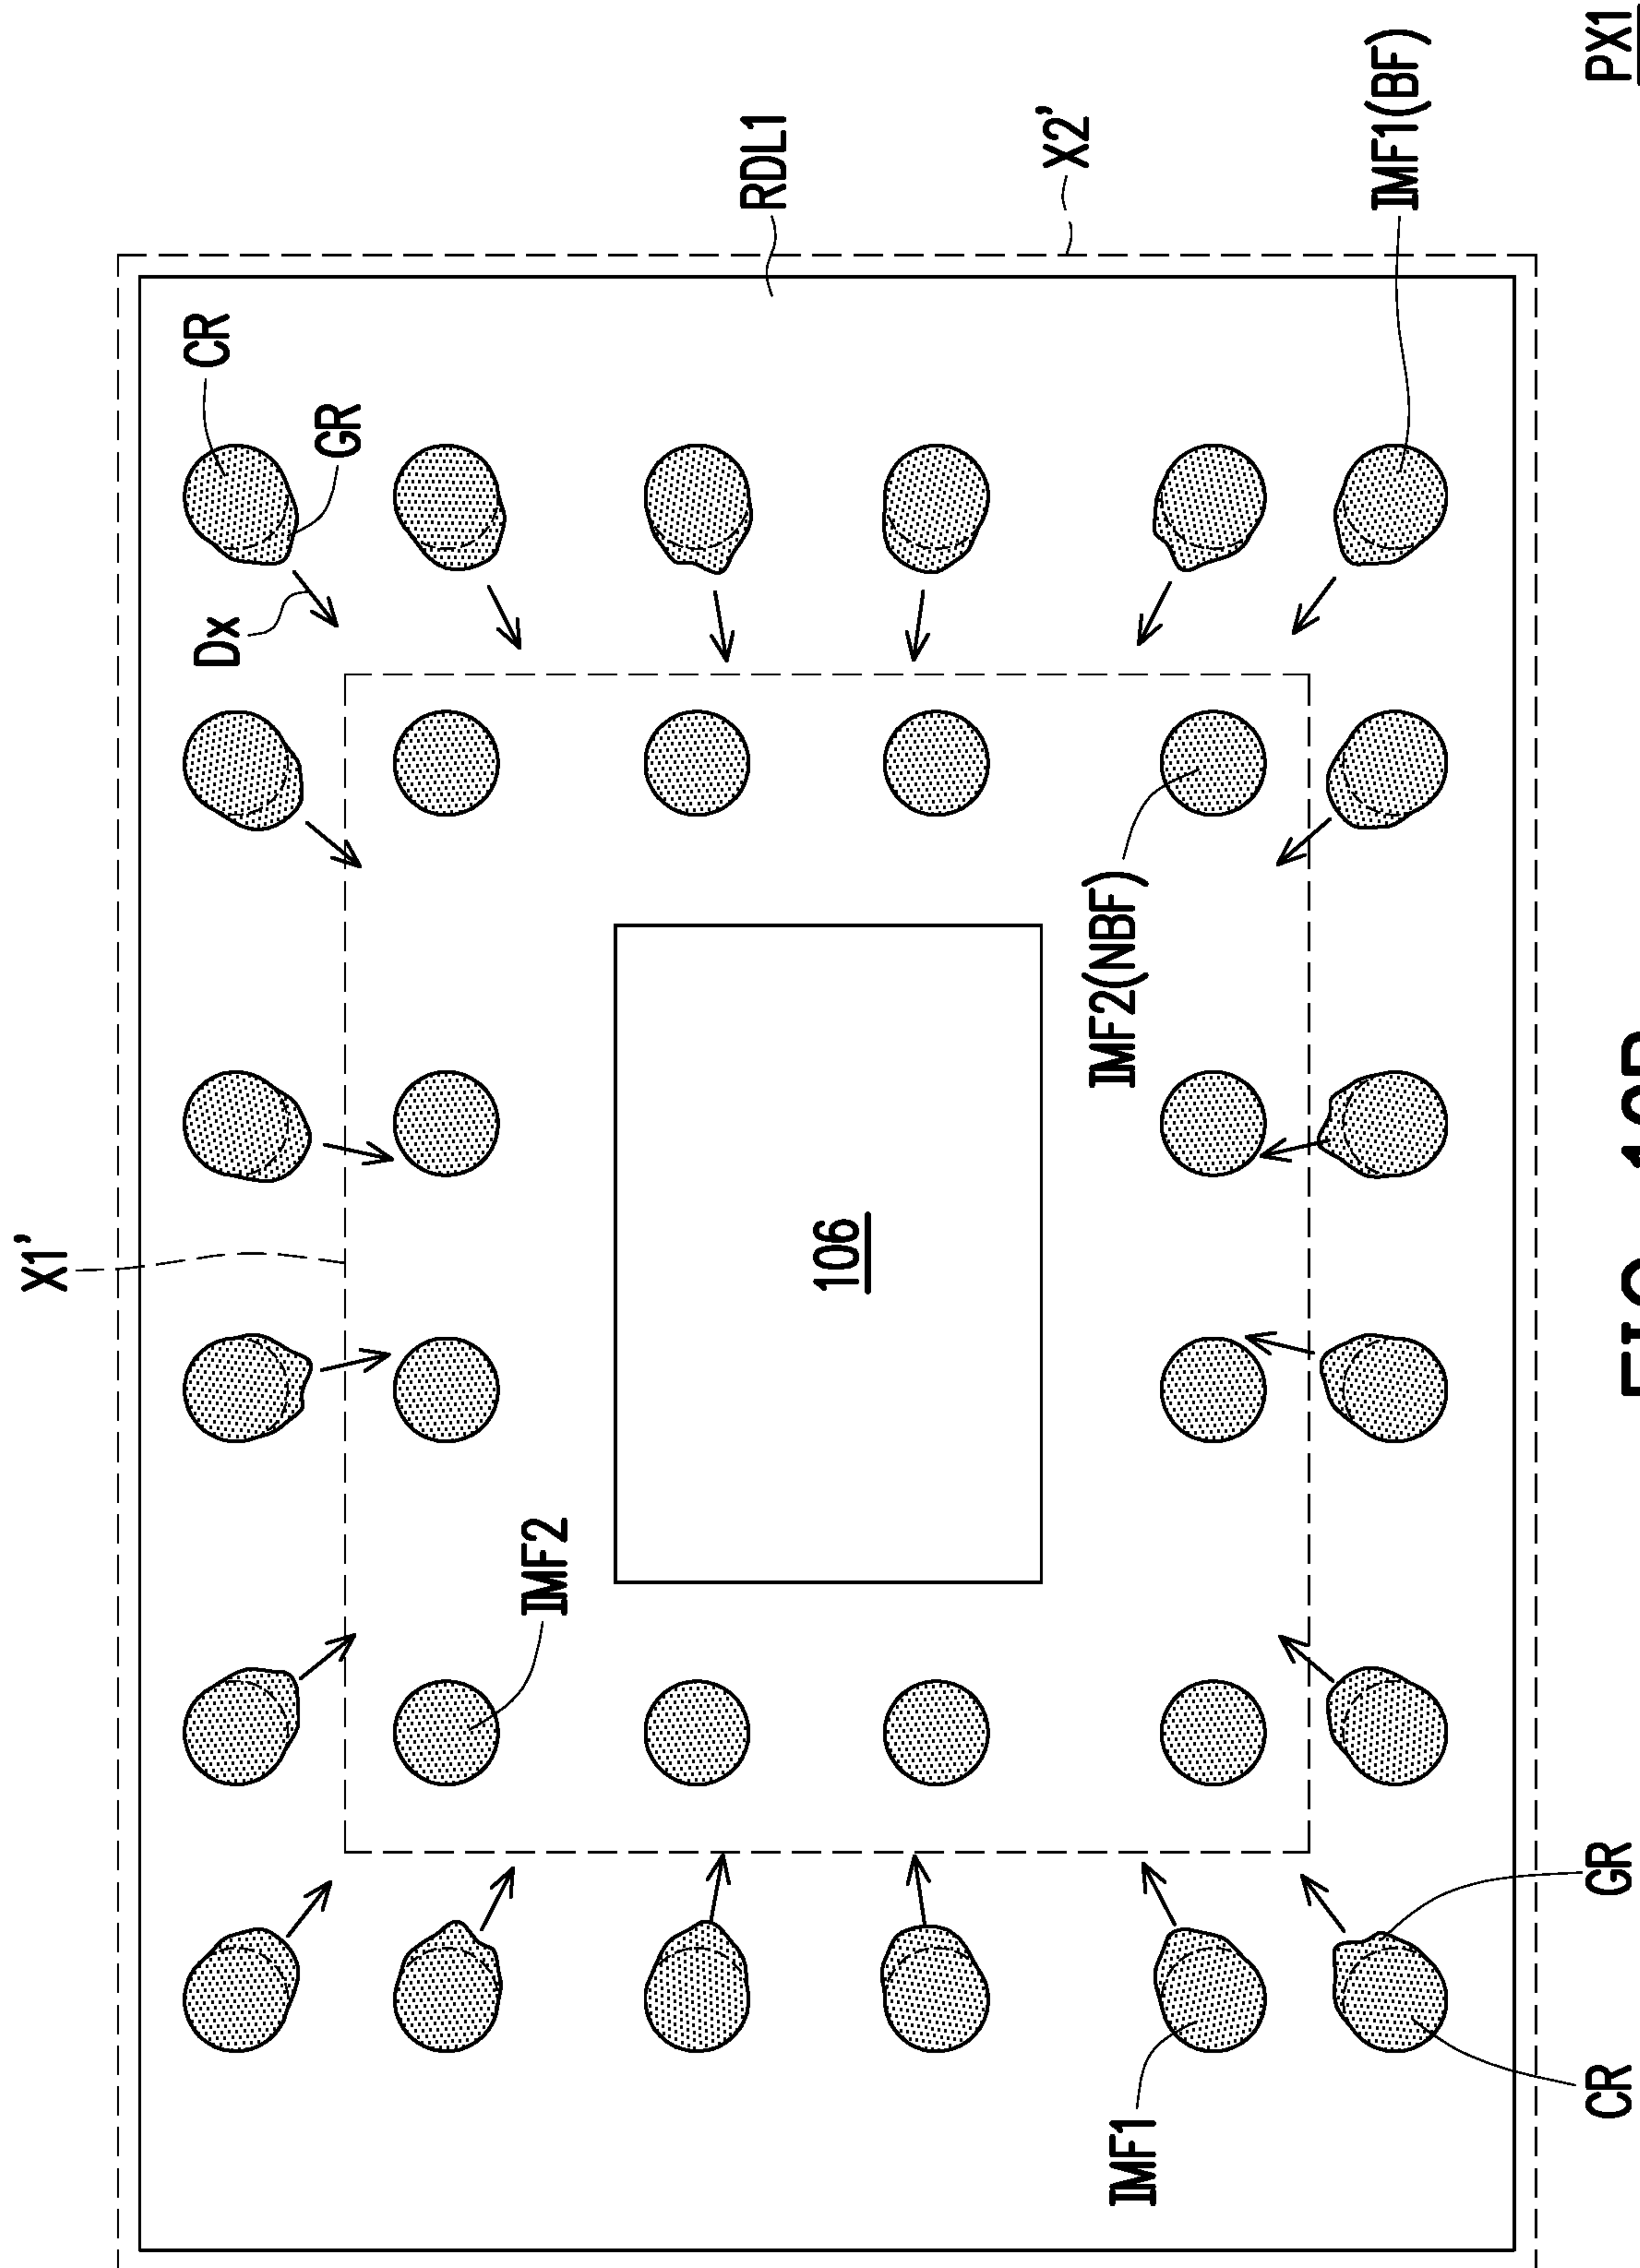 X1'
Dx
CR
GR
IMF2
RDL1
106
X2'
IMF2(NBF)
IMF1
IMF1(BF)
CR
GR
PX1